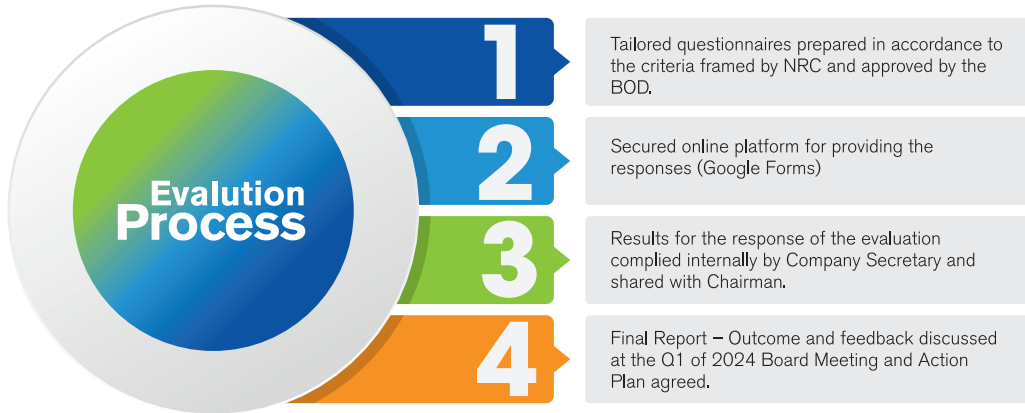 Evalution
Process
1
Tailored questionnaires prepared in accordance to
the criteria framed by NRC and approved by the
BOD.
2
Secured online platform for providing the
responses (Google Forms)
3
Results for the response of the evaluation
complied internally by Company Secretary and
shared with Chairman.
4
Final Report – Outcome and feedback discussed
at the Q1 of 2024 Board Meeting and Action
Plan agreed.